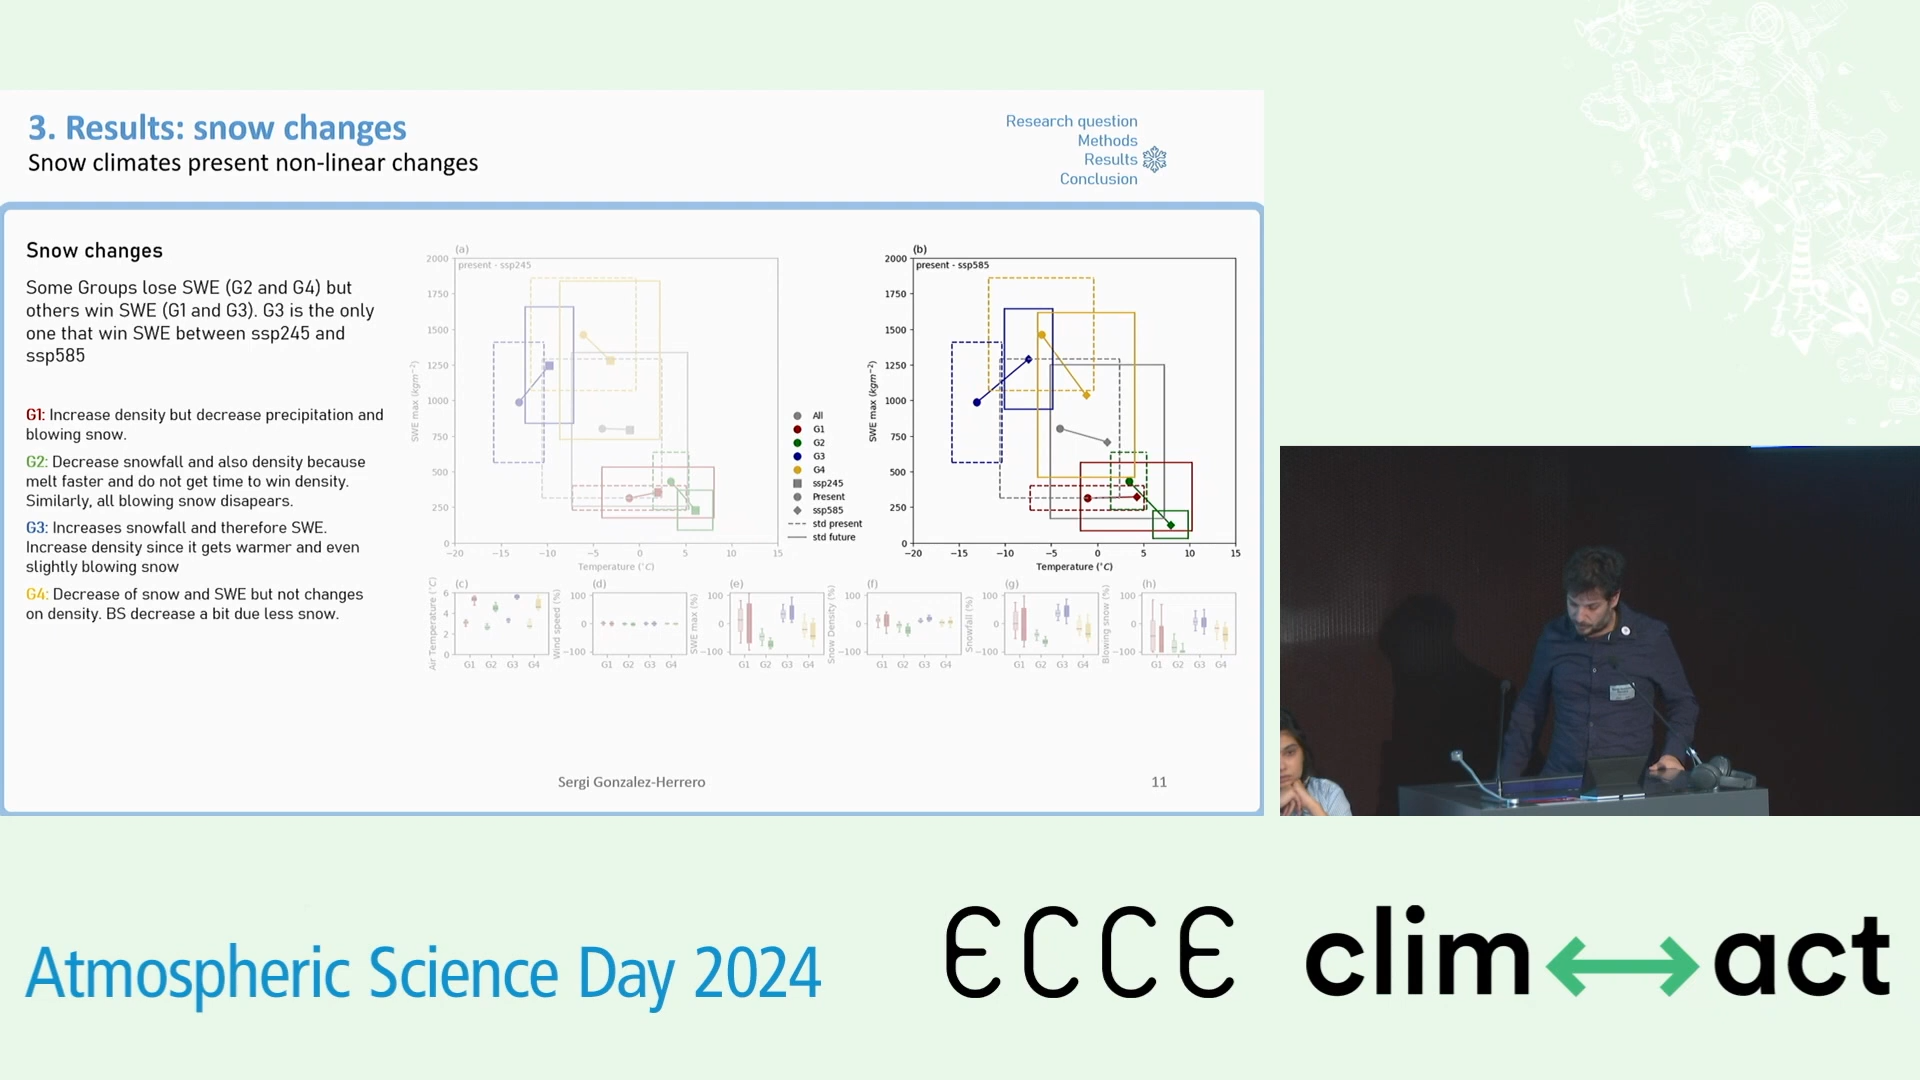 3. Results: snow changes
Snow climates present non-linear changes
Research question
Methods
Results
Conclusion
Snow changes
Some Groups lose SWE (G2 and G4) but
others win SWE (G1 and G3). G3 is the only
one that win SWE between ssp245 and
ssp585
G1: Increase density but decrease precipitation and
blowing snow.
G2: Decrease snowfall and also density because
melt faster and do not get time to win density.
Similarly, all blowing snow disapears.
G3: Increases snowfall and therefore SWE.
Increase density since it gets warmer and even
slightly blowing snow
G4: Decrease of snow and SWE but not changes
on density. BS decrease a bit due less snow.
(a)
present - ssp245
2000
1750
1500
1250
1000
750
500
250
0
SWE max (kgm⁻²)
−20 −15 −10 −5 0 5 10 15
Temperature (°C)
All
G1
G2
G3
G4
ssp245
Present
ssp585
std present
std future
(b)
present - ssp585
2000
1750
1500
1250
1000
750
500
250
0
SWE max (kgm⁻²)
−20 −15 −10 −5 0 5 10 15
Temperature (°C)
(c)
Air Temperature (°C)
6
4
2
0
G1 G2 G3 G4
(d)
Wind speed (%)
100
0
−100
G1 G2 G3 G4
(e)
SWE max (%)
100
0
−100
G1 G2 G3 G4
(f)
Snow Density (%)
100
0
−100
G1 G2 G3 G4
(g)
Snowfall (%)
100
0
−100
G1 G2 G3 G4
(h)
Blowing snow (%)
100
0
−100
G1 G2 G3 G4
Sergi Gonzalez-Herrero
11
Atmospheric Science Day 2024
ECCE
clim act